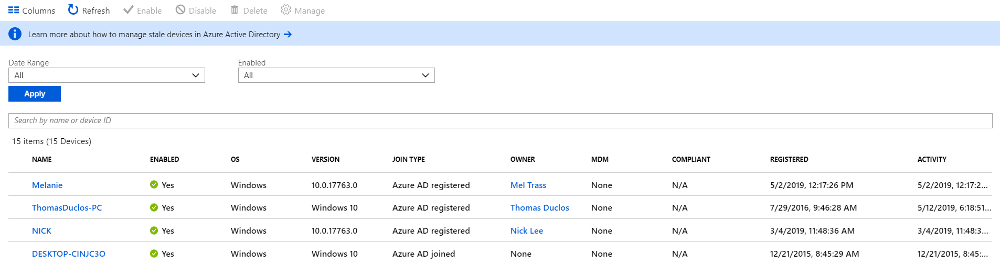 Columns Refresh Enable Disable Delete Manage
Learn more about how to manage stale devices in Azure Active Directory →
Date Range Enabled
All All
Apply
Search by name or device ID
15 items (15 Devices)
NAME ENABLED OS VERSION JOIN TYPE OWNER MDM COMPLIANT REGISTERED ACTIVITY
Melanie Yes Windows 10.0.17763.0 Azure AD registered Mel Trass None N/A 5/2/2019, 12:17:26 PM 5/2/2019, 12:17:2...
ThomasDuclos-PC Yes Windows Windows 10 Azure AD registered Thomas Duclos None N/A 7/29/2016, 9:46:28 AM 5/12/2019, 6:18:51...
NICK Yes Windows 10.0.17763.0 Azure AD registered Nick Lee None N/A 3/4/2019, 11:48:36 AM 3/4/2019, 11:48:3...
DESKTOP-CINJC3O Yes Windows Windows 10 Azure AD joined None None N/A 12/21/2015, 8:45:29 AM 12/21/2015, 8:45:...